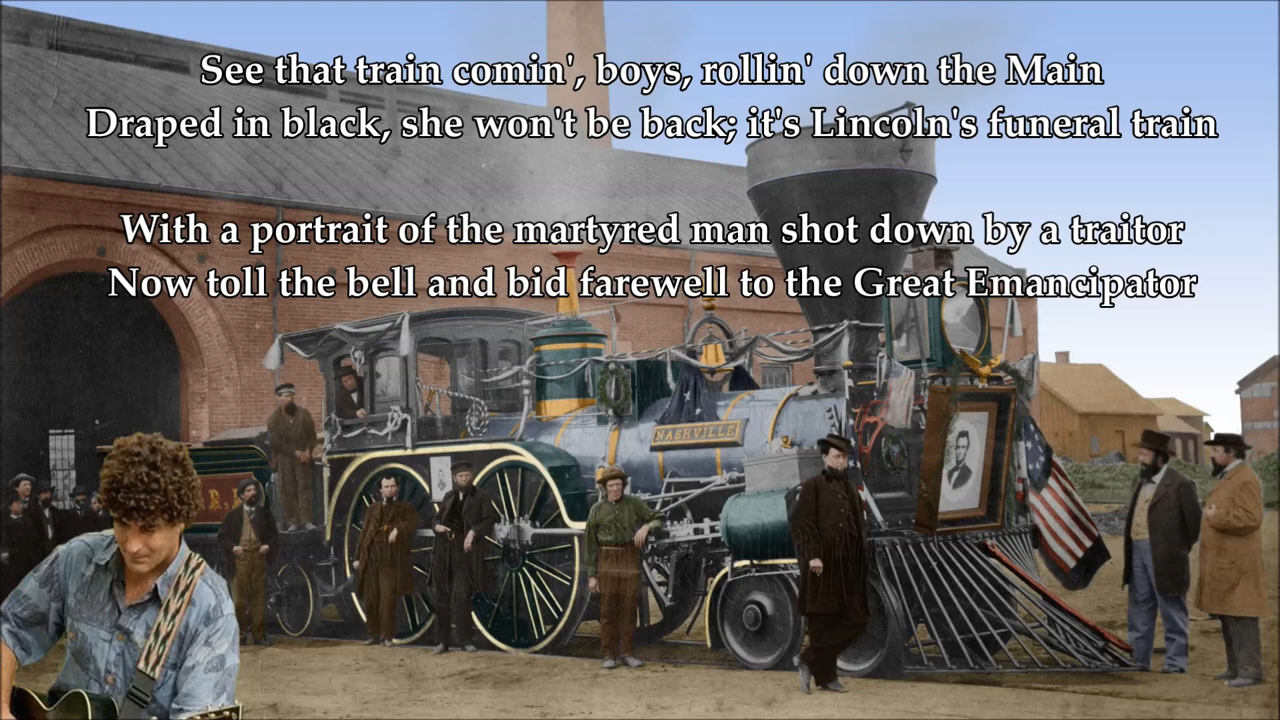 See that train comin', boys, rollin' down the Main
Draped in black, she won't be back; it's Lincoln's funeral train
With a portrait of the martyred man shot down by a traitor
Now toll the bell and bid farewell to the Great Emancipator
NASHVILLE
R.R.